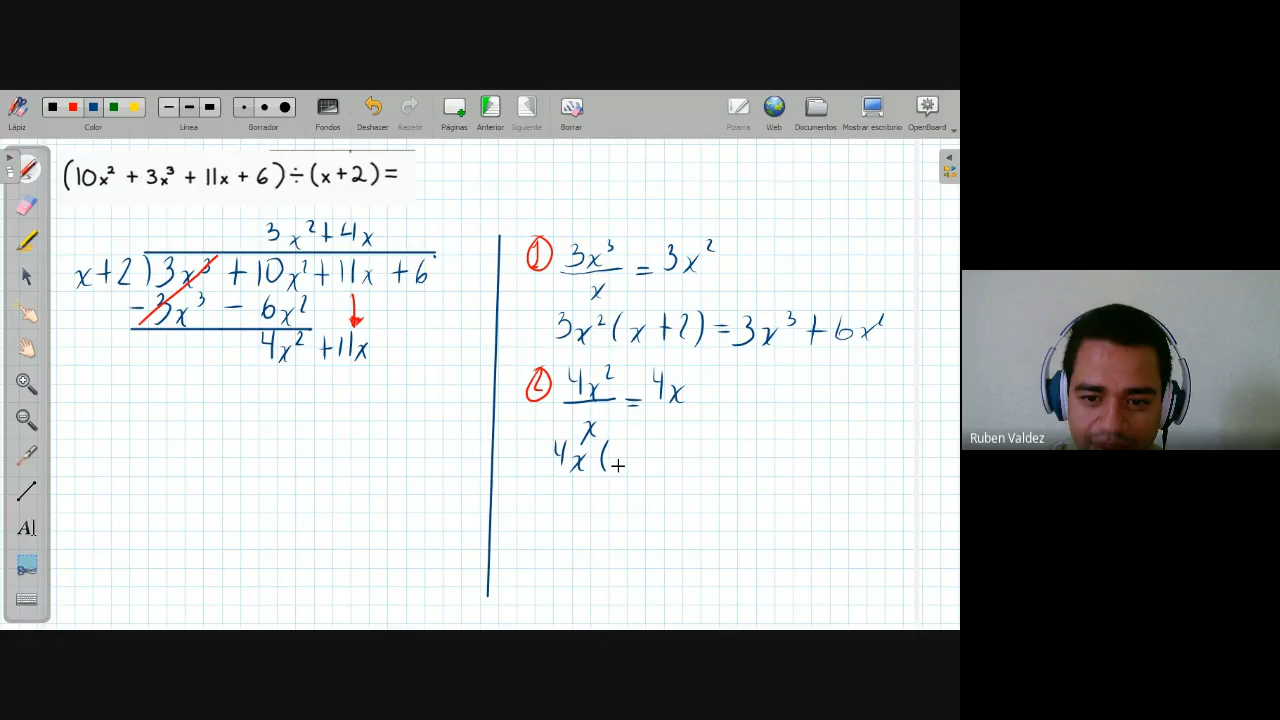 Lápiz
Color
Línea
Borrador
Fondos
Deshacer
Repetir
Páginas
Anterior
Siguiente
Borrar
Pizarra
Web
Documentos
Mostrar escritorio
OpenBoard
(10x² + 3x³ + 11x + 6) ÷ (x + 2) =
3x² + 4x
x + 2 ) 3x³ + 10x² + 11x + 6
- 3x³ - 6x²
4x² + 11x
① 3x³/x = 3x²
3x² (x + 2) = 3x³ + 6x²
② 4x²/x = 4x
4x (
AI
Ruben Valdez